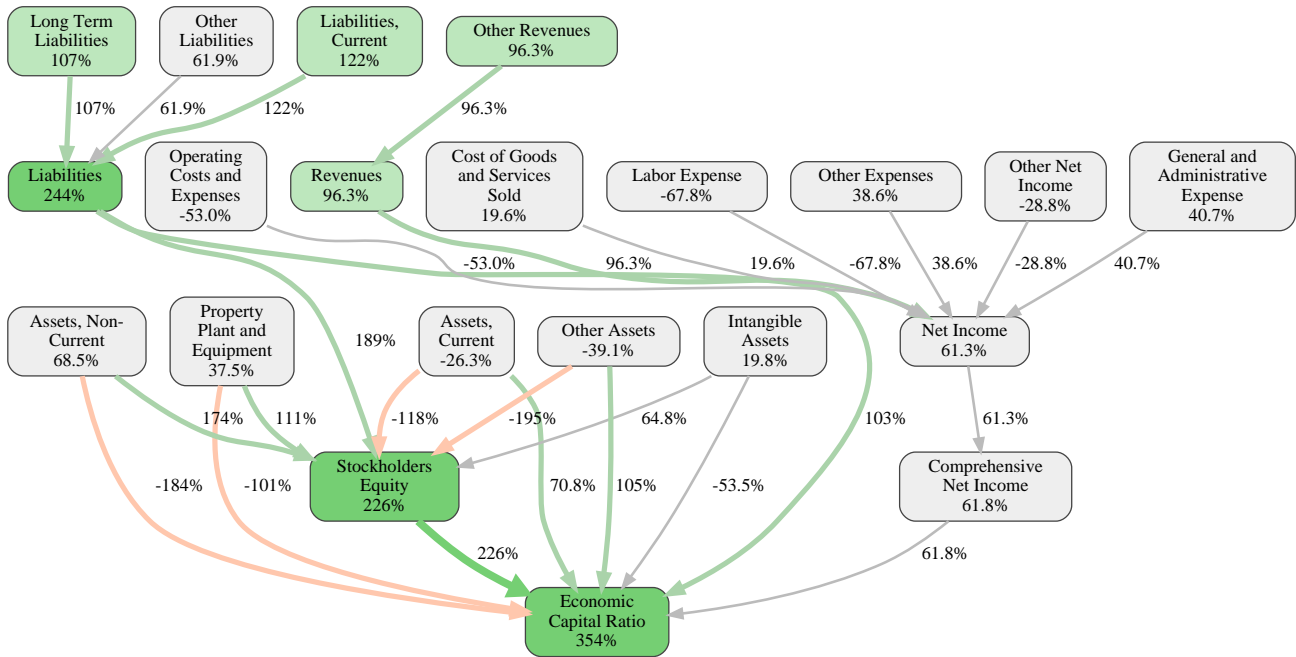 Long Term
Liabilities
107%
Other
Liabilities
61.9%
Liabilities,
Current
122%
Other Revenues
96.3%
107%
61.9%
122%
96.3%
Liabilities
244%
Operating
Costs and
Expenses
-53.0%
Revenues
96.3%
Cost of Goods
and Services
Sold
19.6%
Labor Expense
-67.8%
Other Expenses
38.6%
Other Net
Income
-28.8%
General and
Administrative
Expense
40.7%
-53.0%
96.3%
19.6%
-67.8%
38.6%
-28.8%
40.7%
Assets, Non-
Current
68.5%
Property
Plant and
Equipment
37.5%
189%
Assets,
Current
-26.3%
Other Assets
-39.1%
Intangible
Assets
19.8%
Net Income
61.3%
174%
111%
-118%
-195%
64.8%
103%
61.3%
-184%
-101%
Stockholders
Equity
226%
70.8%
105%
-53.5%
Comprehensive
Net Income
61.8%
226%
61.8%
Economic
Capital Ratio
354%